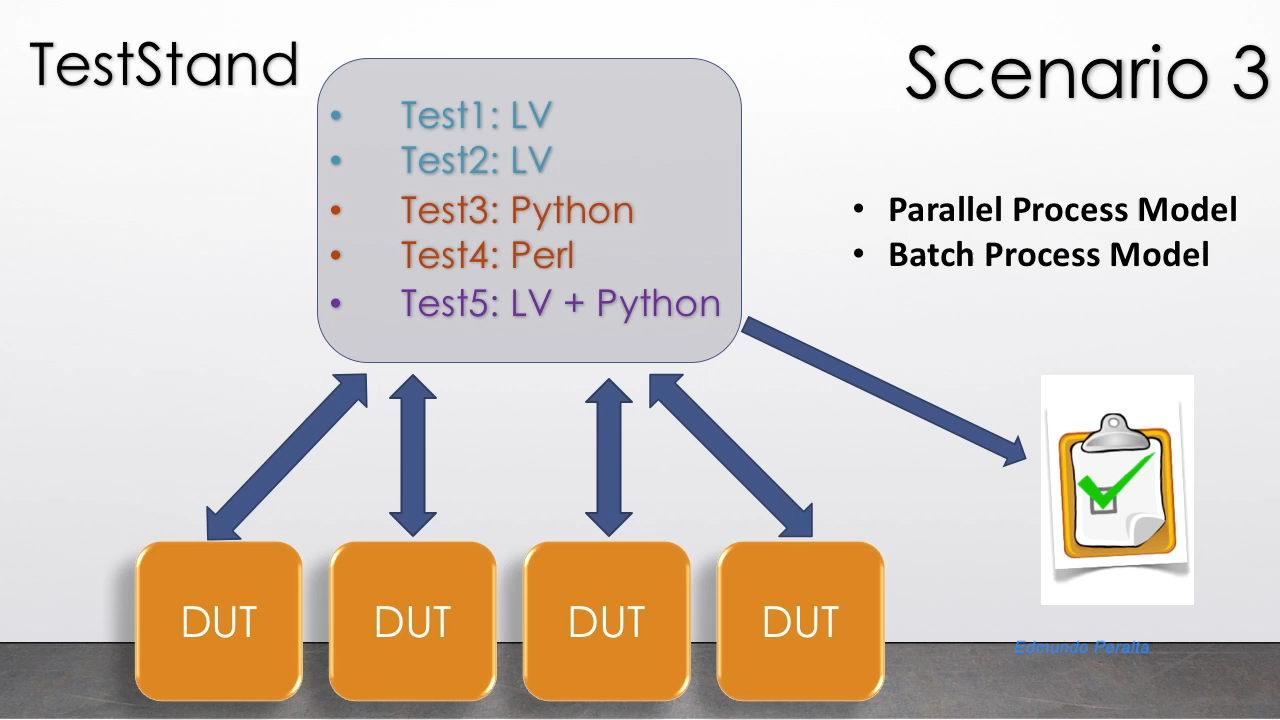 TestStand
Scenario 3
• Test1: LV
• Test2: LV
• Test3: Python
• Test4: Perl
• Test5: LV + Python
• Parallel Process Model
• Batch Process Model
DUT
DUT
DUT
DUT
Edmundo Peralta